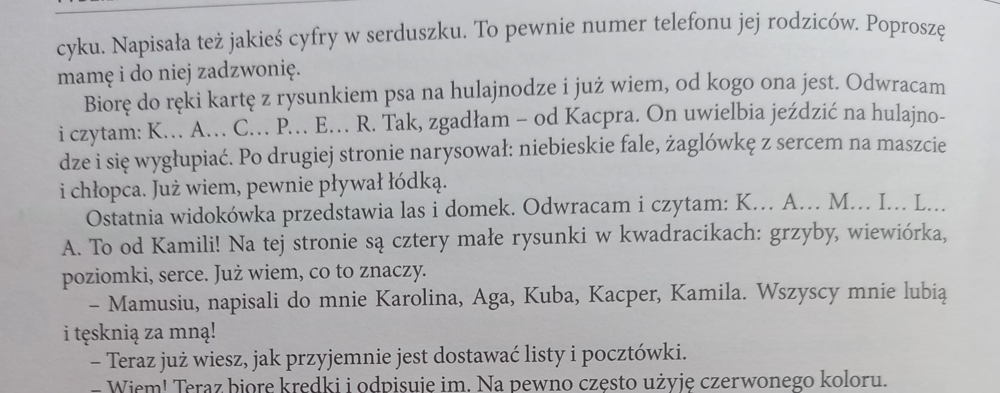 cyku. Napisała też jakieś cyfry w serduszku. To pewnie numer telefonu jej rodziców. Poproszę
mamę i do niej zadzwonię.
Biorę do ręki kartę z rysunkiem psa na hulajnodze i już wiem, od kogo ona jest. Odwracam
i czytam: K… A… C… P… E… R. Tak, zgadłam – od Kacpra. On uwielbia jeździć na hulajno-
dze i się wygłupiać. Po drugiej stronie narysował: niebieskie fale, żaglówkę z sercem na maszcie
i chłopca. Już wiem, pewnie pływał łódką.
Ostatnia widokówka przedstawia las i domek. Odwracam i czytam: K… A… M… I… L…
A. To od Kamili! Na tej stronie są cztery małe rysunki w kwadracikach: grzyby, wiewiórka,
poziomki, serce. Już wiem, co to znaczy.
– Mamusiu, napisali do mnie Karolina, Aga, Kuba, Kacper, Kamila. Wszyscy mnie lubią
i tęsknią za mną!
– Teraz już wiesz, jak przyjemnie jest dostawać listy i pocztówki.
– Wiem! Teraz biorę kredki i odpisuję im. Na pewno często użyję czerwonego koloru.